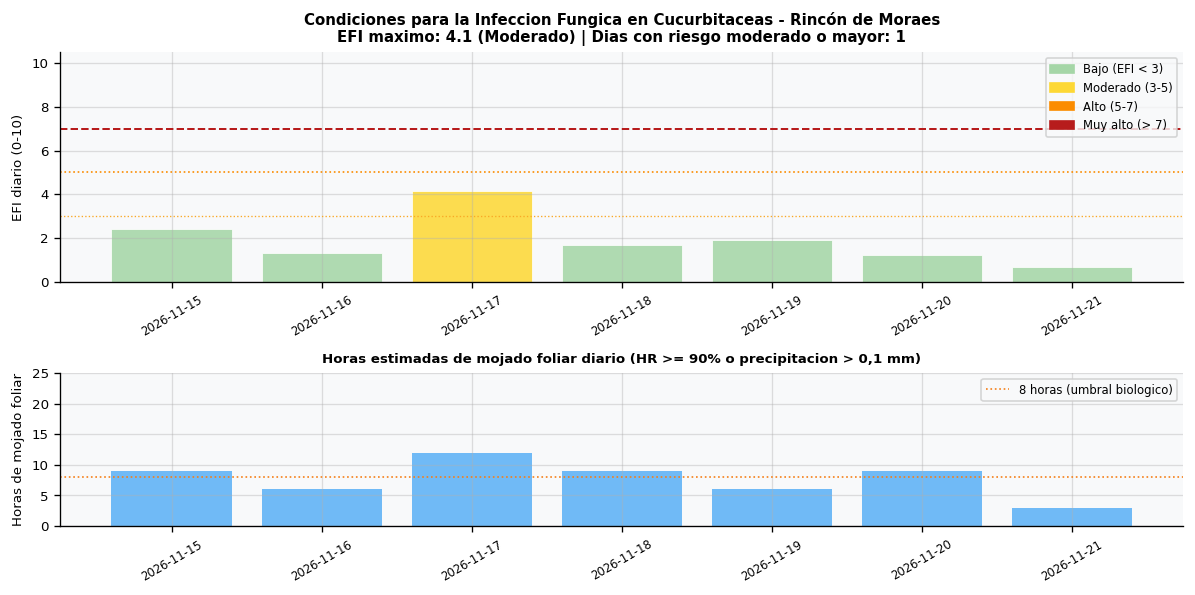 Condiciones para la Infeccion Fungica en Cucurbitaceas - Rincón de Moraes
EFI maximo: 4.1 (Moderado) | Dias con riesgo moderado o mayor: 1
EFI diario (0-10)
10
8
6
4
2
0
Bajo (EFI < 3)
Moderado (3-5)
Alto (5-7)
Muy alto (> 7)
2026-11-15
2026-11-16
2026-11-17
2026-11-18
2026-11-19
2026-11-20
2026-11-21
Horas estimadas de mojado foliar diario (HR >= 90% o precipitacion > 0,1 mm)
Horas de mojado foliar
25
20
15
10
5
0
8 horas (umbral biologico)
2026-11-15
2026-11-16
2026-11-17
2026-11-18
2026-11-19
2026-11-20
2026-11-21